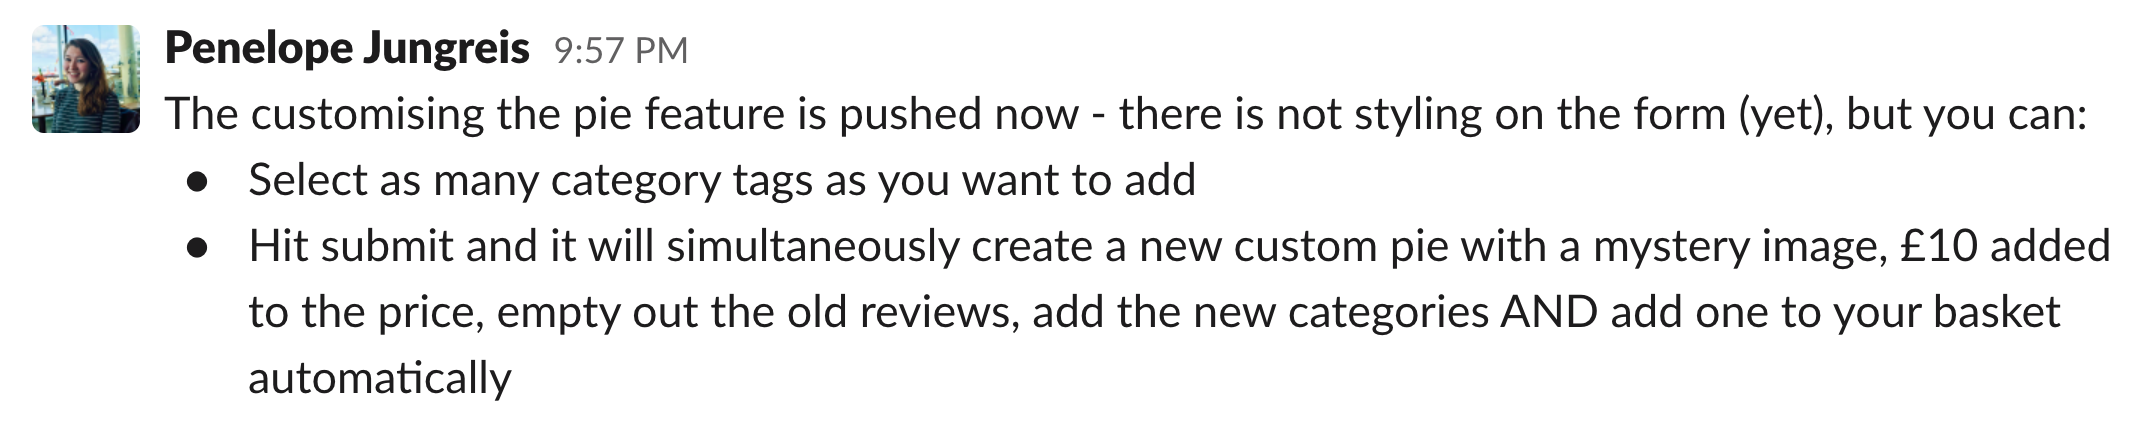 Penelope Jungreis 9:57 PM
The customising the pie feature is pushed now - there is not styling on the form (yet), but you can:
● Select as many category tags as you want to add
● Hit submit and it will simultaneously create a new custom pie with a mystery image, £10 added
to the price, empty out the old reviews, add the new categories AND add one to your basket
automatically